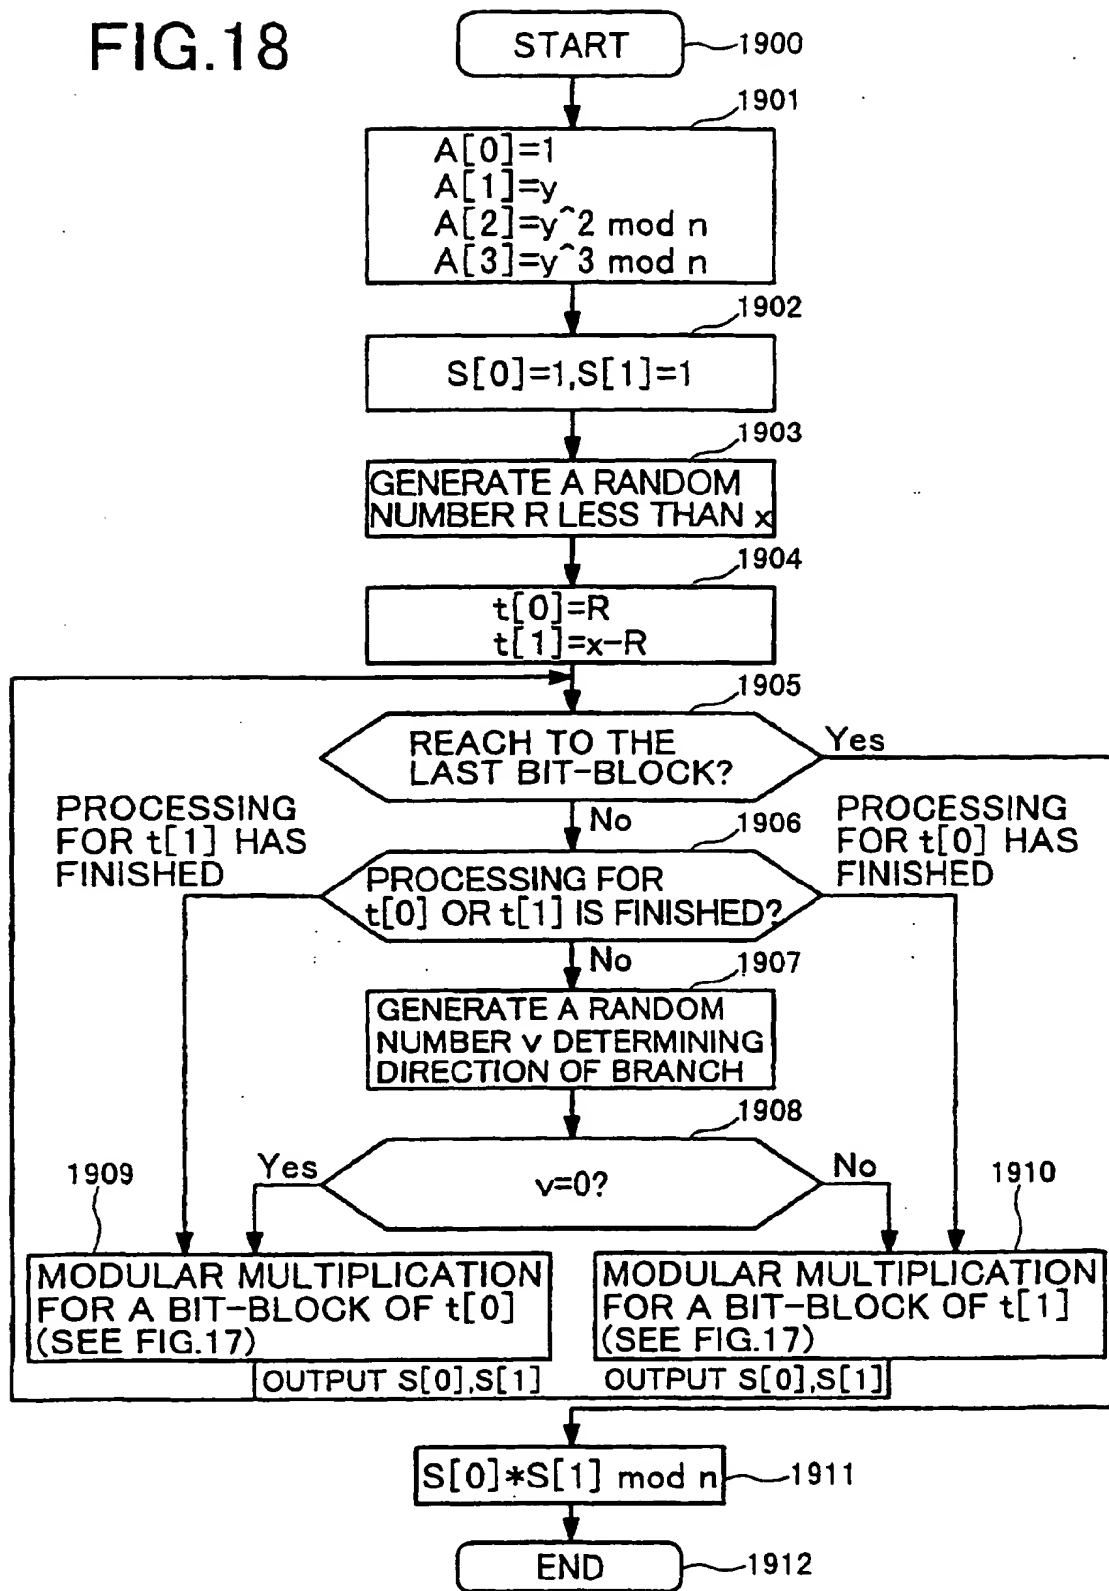 FIG.18
START
1900
1901
A[0]=1
A[1]=y
A[2]=y^2 mod n
A[3]=y^3 mod n
1902
S[0]=1,S[1]=1
1903
GENERATE A RANDOM
NUMBER R LESS THAN x
1904
t[0]=R
t[1]=x-R
1905
REACH TO THE
LAST BIT-BLOCK?
Yes
No
PROCESSING
FOR t[1] HAS
FINISHED
1906
PROCESSING
FOR t[0] HAS
FINISHED
PROCESSING FOR
t[0] OR t[1] IS FINISHED?
No
1907
GENERATE A RANDOM
NUMBER v DETERMINING
DIRECTION OF BRANCH
1908
Yes
v=0?
No
1909
1910
MODULAR MULTIPLICATION
FOR A BIT-BLOCK OF t[0]
(SEE FIG.17)
MODULAR MULTIPLICATION
FOR A BIT-BLOCK OF t[1]
(SEE FIG.17)
OUTPUT S[0],S[1]
OUTPUT S[0],S[1]
S[0]*S[1] mod n
1911
END
1912